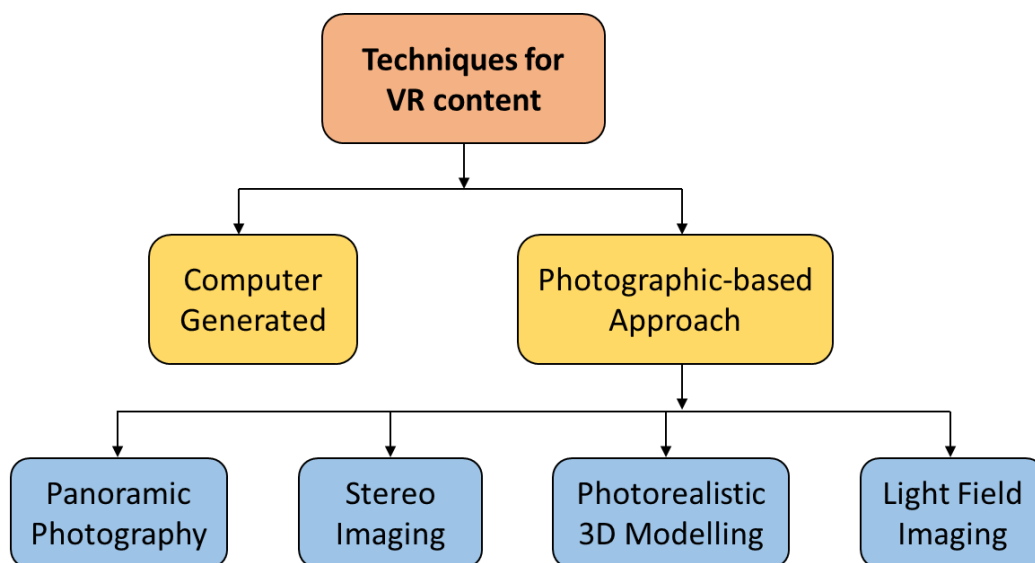 Techniques for
VR content
Computer
Generated
Photographic-based
Approach
Panoramic
Photography
Stereo
Imaging
Photorealistic
3D Modelling
Light Field
Imaging